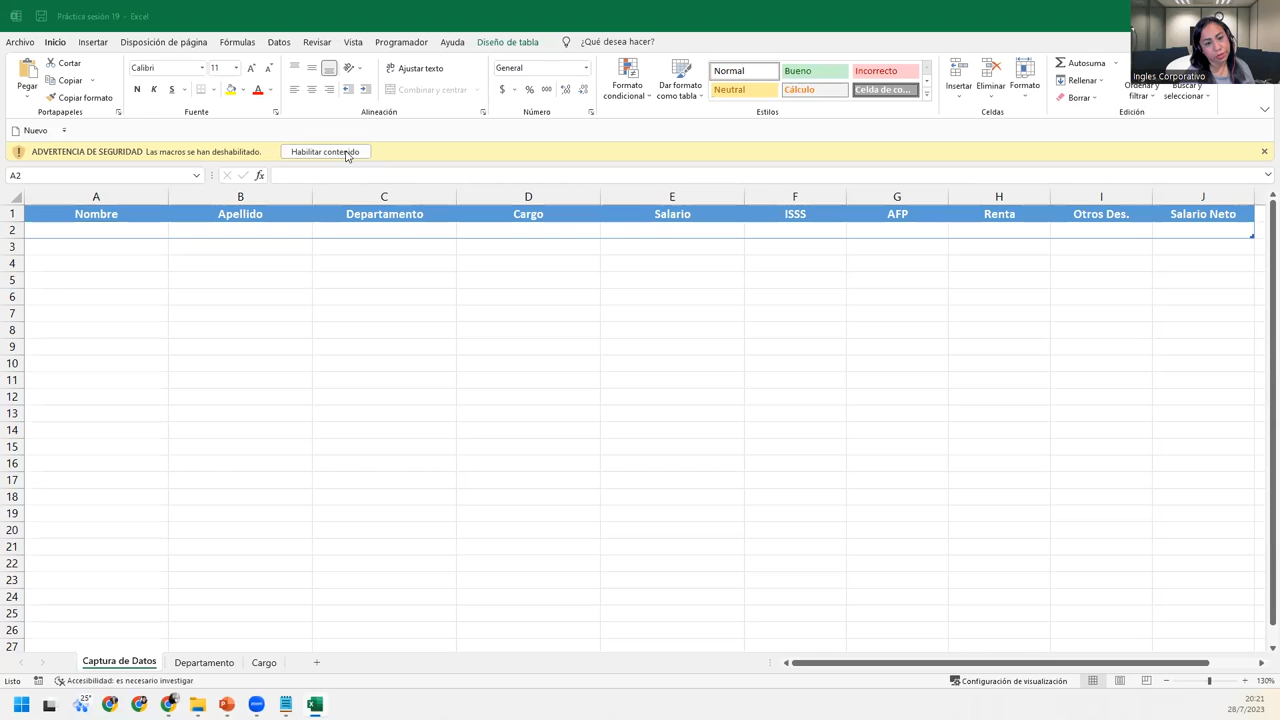 Práctica sesión 19 - Excel
Archivo Inicio Insertar Disposición de página Fórmulas Datos Revisar Vista Programador Ayuda Diseño de tabla ¿Qué desea hacer?
Ingles Corporativo
Pegar
Cortar
Copiar
Copiar formato
Portapapeles
Calibri 11
N K S
Fuente
Ajustar texto
Combinar y centrar
Alineación
General
$ % 000
Número
Formato condicional
Dar formato como tabla
Normal Bueno Incorrecto
Neutral Cálculo Celda de co...
Estilos
Insertar Eliminar Formato
Celdas
Autosuma
Rellenar
Borrar
Ordenar y filtrar
Buscar y seleccionar
Edición
Nuevo
ADVERTENCIA DE SEGURIDAD Las macros se han deshabilitado. Habilitar contenido
A2 fx
A B C D E F G H I J
1 Nombre Apellido Departamento Cargo Salario ISSS AFP Renta Otros Des. Salario Neto
2
3
4
5
6
7
8
9
10
11
12
13
14
15
16
17
18
19
20
21
22
23
24
25
26
27
Captura de Datos Departamento Cargo
Listo Accesibilidad: es necesario investigar Configuración de visualización 130%
25°
20:21
28/7/2023